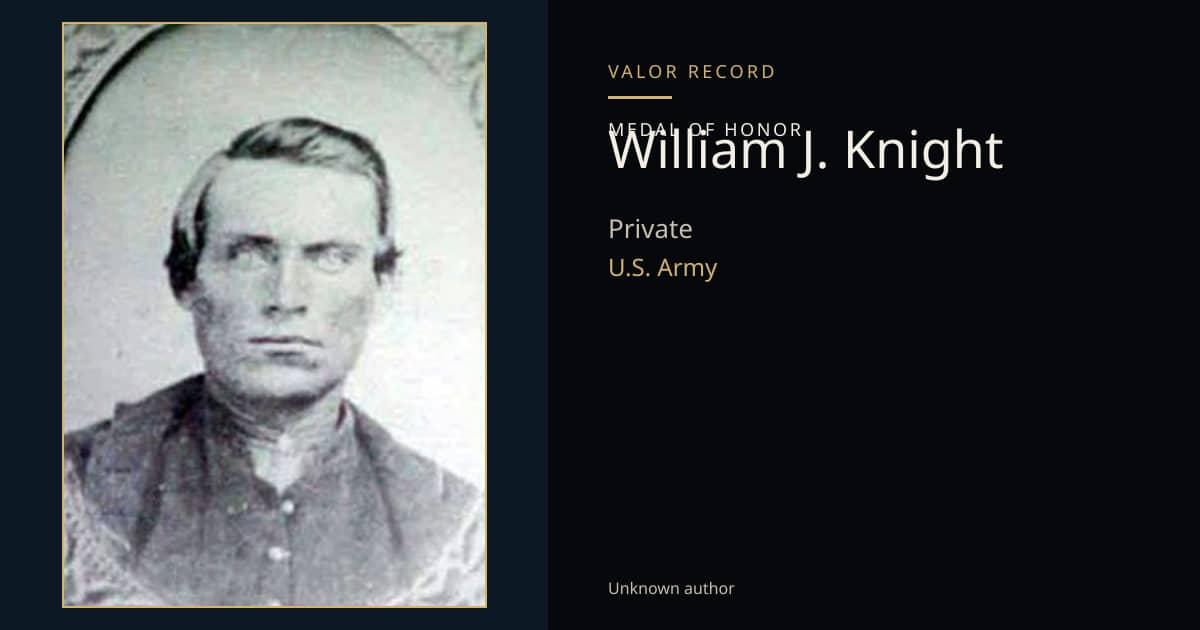 VALOR RECORD
MEDAL OF HONOR
William J. Knight
Private
U.S. Army
Unknown author